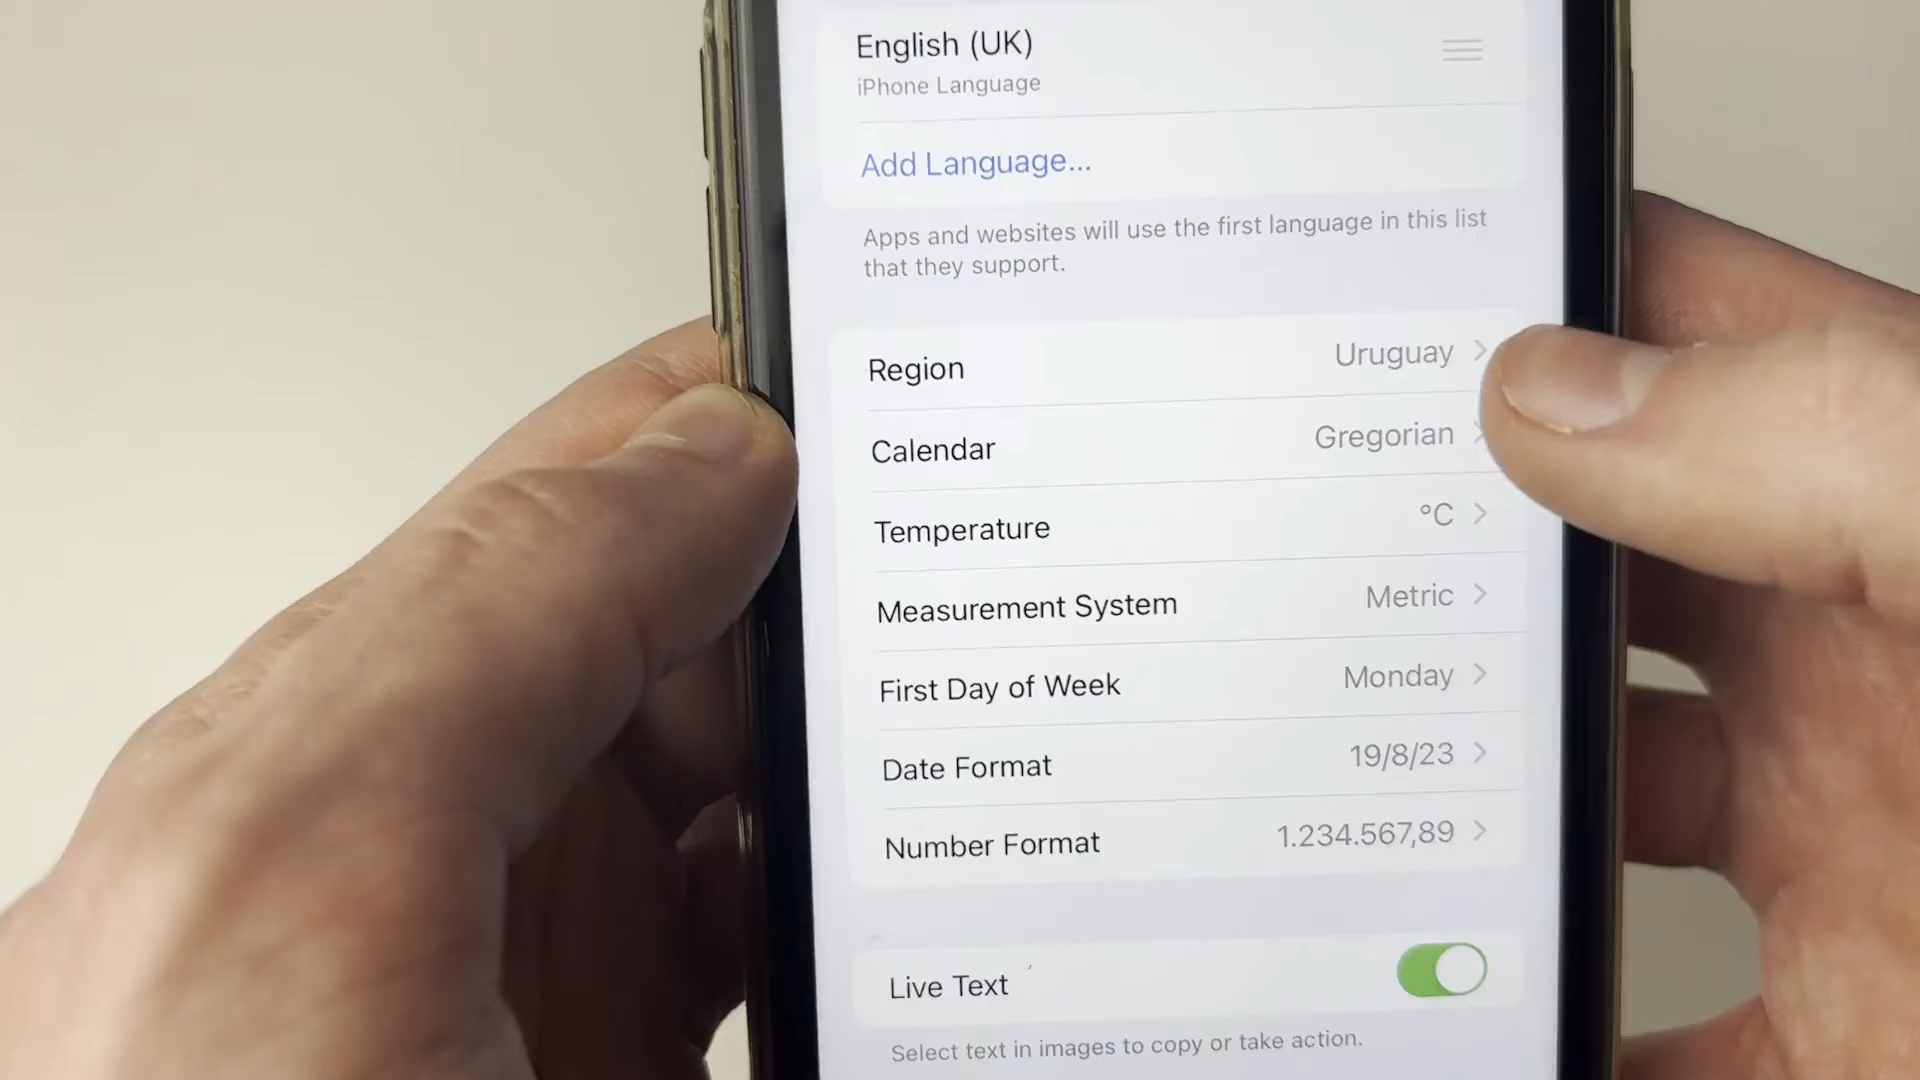 English (UK)
iPhone Language
Add Language...
Apps and websites will use the first language in this list
that they support.
Region Uruguay
Calendar Gregorian
Temperature °C
Measurement System Metric
First Day of Week Monday
Date Format 19/8/23
Number Format 1.234.567,89
Live Text
Select text in images to copy or take action.